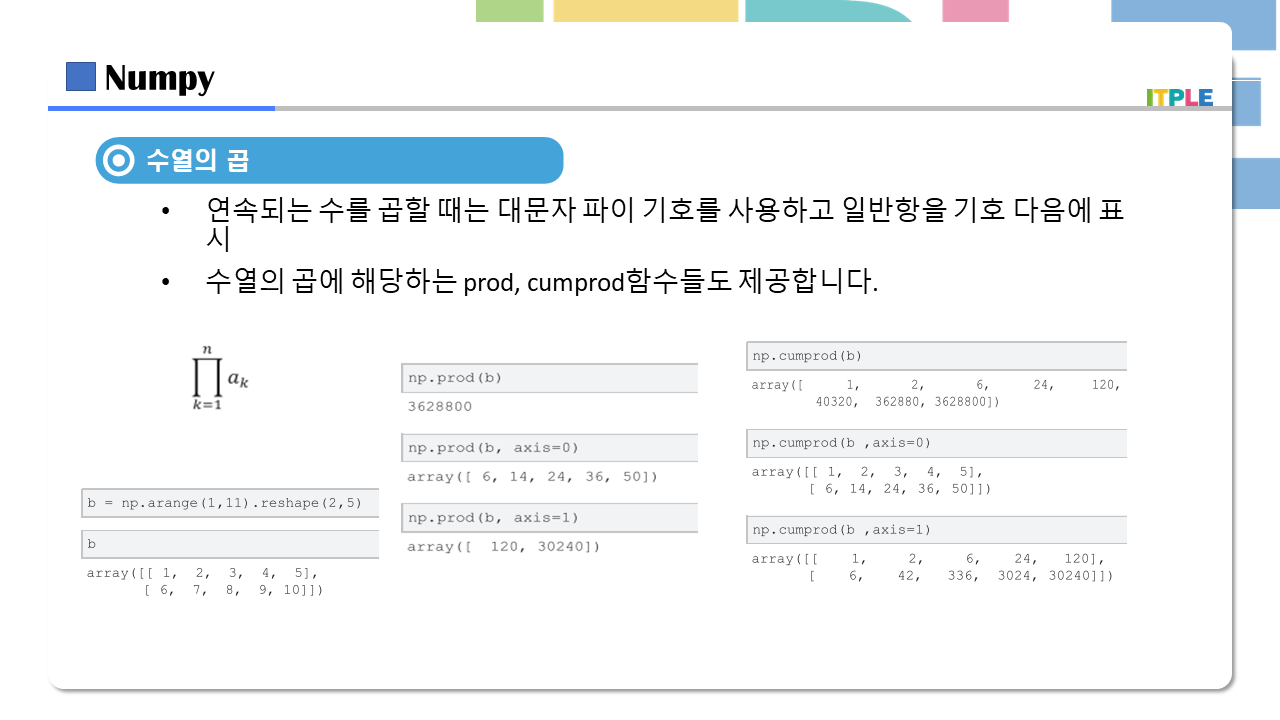 Numpy
ITPLE
수열의 곱
• 연속되는 수를 곱할 때는 대문자 파이 기호를 사용하고 일반항을 기호 다음에 표
시
• 수열의 곱에 해당하는 prod, cumprod함수들도 제공합니다.
n
∏ aₖ
k=1
b = np.arange(1,11).reshape(2,5)
b
array([[ 1, 2, 3, 4, 5],
[ 6, 7, 8, 9, 10]])
np.prod(b)
3628800
np.prod(b, axis=0)
array([ 6, 14, 24, 36, 50])
np.prod(b, axis=1)
array([ 120, 30240])
np.cumprod(b)
array([ 1, 2, 6, 24, 120,
40320, 362880, 3628800])
np.cumprod(b ,axis=0)
array([[ 1, 2, 3, 4, 5],
[ 6, 14, 24, 36, 50]])
np.cumprod(b ,axis=1)
array([[ 1, 2, 6, 24, 120],
[ 6, 42, 336, 3024, 30240]])